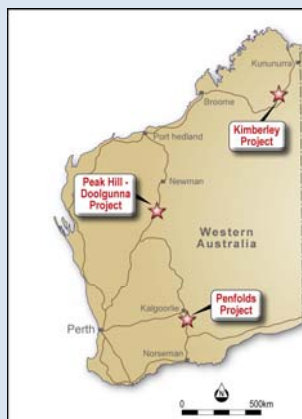 Kununurra
Broome
Kimberley
Project
Port hedland
Peak Hill -
Doolgunna
Project
Newman
Western
Australia
Penfolds
Project
Kalgoorlie
Perth
Norseman
N
0 500km